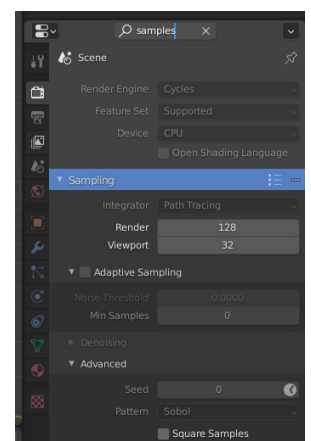 samples
Scene
Render Engine Cycles
Feature Set Supported
Device CPU
Open Shading Language
Sampling
Integrator Path Tracing
Render 128
Viewport 32
Adaptive Sampling
Noise Threshold 0.0000
Min Samples 0
Denoising
Advanced
Seed 0
Pattern Sobol
Square Samples